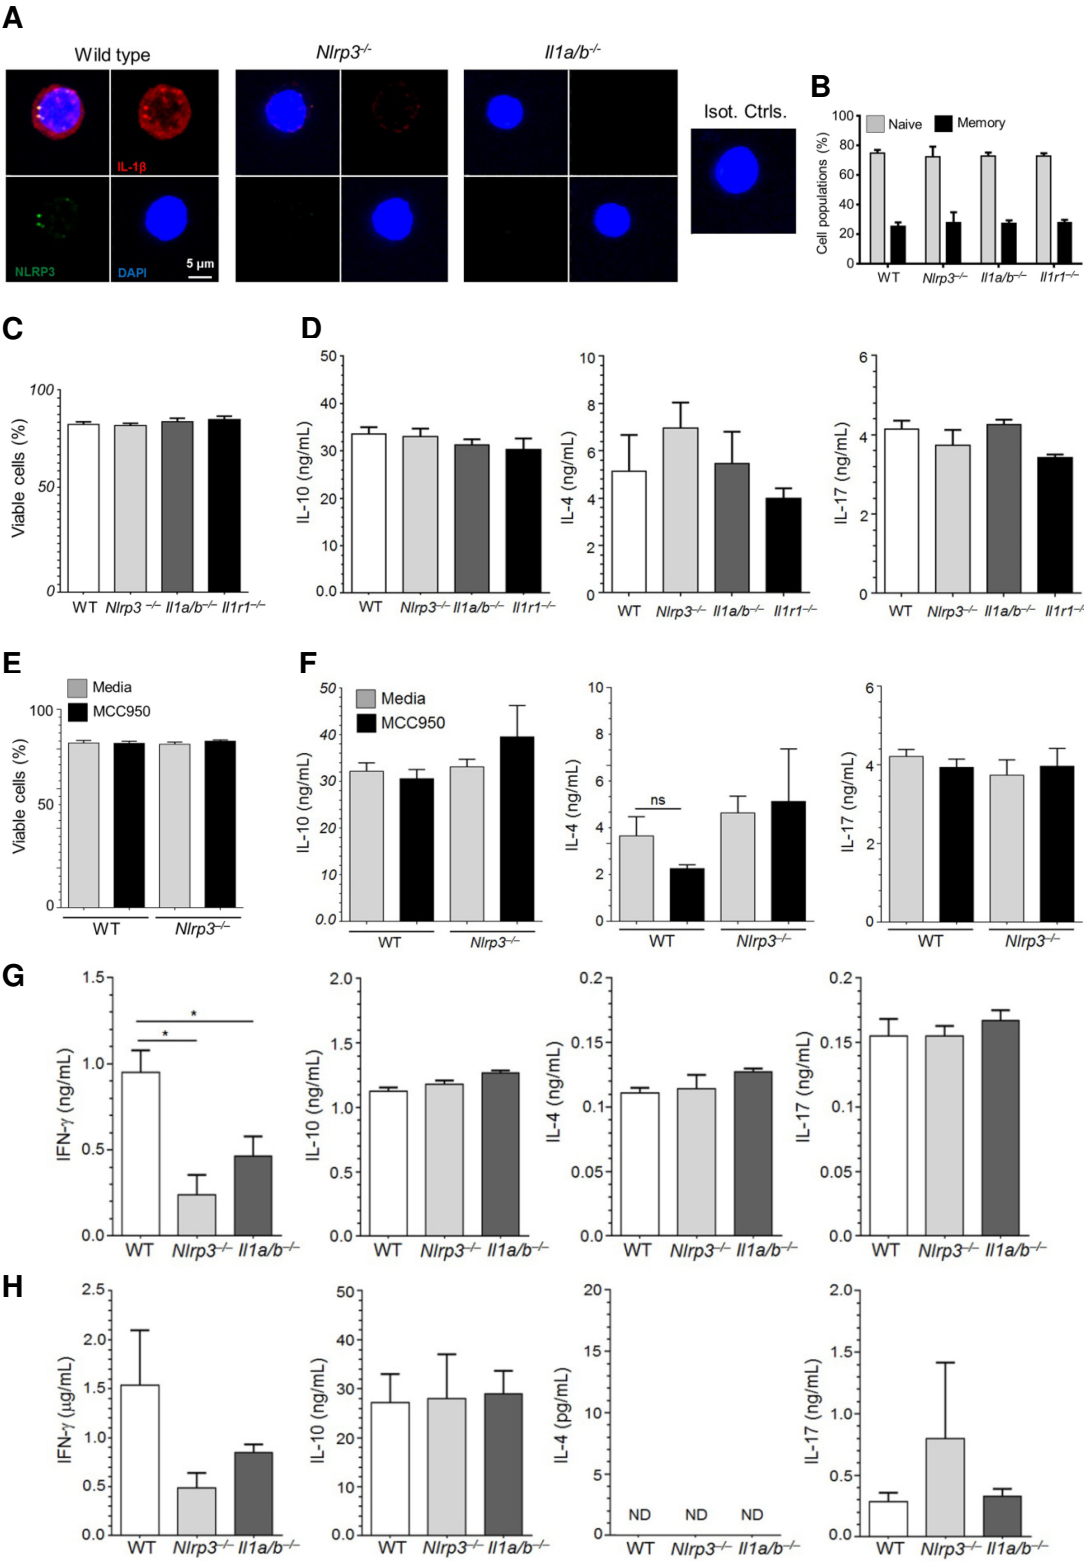 A
Wild type
Nlrp3-/-
Il1a/b-/-
IL-1β
NLRP3
DAPI
5 µm
Isot. Ctrls.
B
Naive
Memory
Cell populations (%)
100
80
60
40
20
0
WT Nlrp3–/– Il1a/b–/– Il1r1–/–
C
Viable cells (%)
100
50
0
WT Nlrp3 –/– Il1a/b–/– Il1r1–/–
D
IL-10 (ng/mL)
50
40
30
20
10
0.0
WT Nlrp3–/– Il1a/b–/– Il1r1–/–
IL-4 (ng/mL)
10
8
6
4
2
0
WT Nlrp3–/– Il1a/b–/– Il1r1–/–
IL-17 (ng/mL)
6
4
2
0
WT Nlrp3–/– Il1a/b–/– Il1r1–/–
E
Media
MCC950
Viable cells (%)
100
50
0
WT Nlrp3–/–
F
Media
MCC950
IL-10 (ng/mL)
50
40
30
20
10
0.0
WT Nlrp3–/–
IL-4 (ng/mL)
10
8
6
4
2
0
ns
WT Nlrp3–/–
IL-17 (ng/mL)
6
4
2
0
WT Nlrp3–/–
G
IFN-γ (ng/mL)
1.5
1.0
0.5
0.0
*
*
WT Nlrp3–/– Il1a/b–/–
IL-10 (ng/mL)
2.0
1.5
1.0
0.5
0.0
WT Nlrp3–/– Il1a/b–/–
IL-4 (ng/mL)
0.2
0.15
0.1
0.05
0.0
WT Nlrp3–/– Il1a/b–/–
IL-17 (ng/mL)
0.2
0.15
0.1
0.05
0.0
WT Nlrp3–/– Il1a/b–/–
H
IFN-γ (µg/mL)
2.5
2.0
1.5
1.0
0.5
0.0
WT Nlrp3–/– Il1a/b–/–
IL-10 (ng/mL)
50
40
30
20
10
0.0
WT Nlrp3–/– Il1a/b–/–
IL-4 (pg/mL)
20
15
10
5
0
ND ND ND
WT Nlrp3–/– Il1a/b–/–
IL-17 (ng/mL)
2.0
1.5
1.0
0.5
0.0
WT Nlrp3–/– Il1a/b–/–